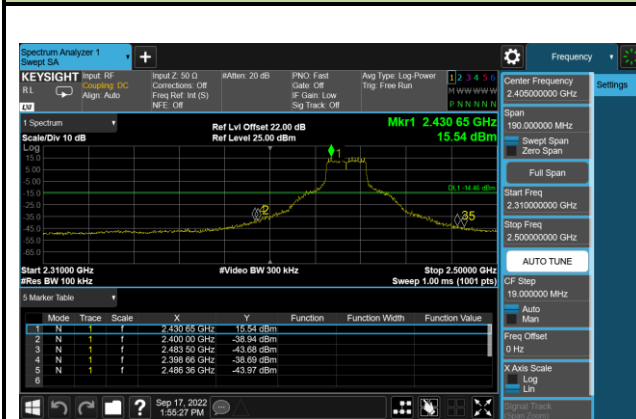 Spectrum Analyzer 1
Swept SA
+
Frequency
KEYSIGHT
RL
LXI
Input: RF
Coupling: DC
Align: Auto
Input Z: 50 Ω
Corrections: Off
Freq Ref: Int (S)
NFE: Off
#Atten: 20 dB
PNO: Fast
Gate: Off
IF Gain: Low
Sig Track: Off
Avg Type: Log-Power
Trig: Free Run
1 2 3 4 5 6
M W W W W W
P N N N N N
Center Frequency
2.405000000 GHz
Settings
1 Spectrum
Scale/Div 10 dB
Ref Lvl Offset 22.00 dB
Ref Level 25.00 dBm
Mkr1 2.430 65 GHz
15.54 dBm
Span
190.000000 MHz
Swept Span
Zero Span
Full Span
Log
15.0
5.00
-5.00
-15.0
-25.0
-35.0
-45.0
-55.0
-65.0
1
DL1 -14.46 dBm
2
35
Start Freq
2.310000000 GHz
Stop Freq
2.500000000 GHz
AUTO TUNE
Start 2.31000 GHz
#Video BW 300 kHz
Stop 2.50000 GHz
#Res BW 100 kHz
Sweep 1.00 ms (1001 pts)
CF Step
19.000000 MHz
Auto
Man
5 Marker Table
Mode Trace Scale X Y Function Function Width Function Value
1 N 1 f 2.430 65 GHz 15.54 dBm
2 N 1 f 2.400 00 GHz -38.94 dBm
3 N 1 f 2.483 50 GHz -43.68 dBm
4 N 1 f 2.398 66 GHz -38.69 dBm
5 N 1 f 2.486 36 GHz -43.97 dBm
6
Freq Offset
0 Hz
X Axis Scale
Log
Lin
Signal Track
(Span Zoom)
?
Sep 17, 2022
1:55:27 PM